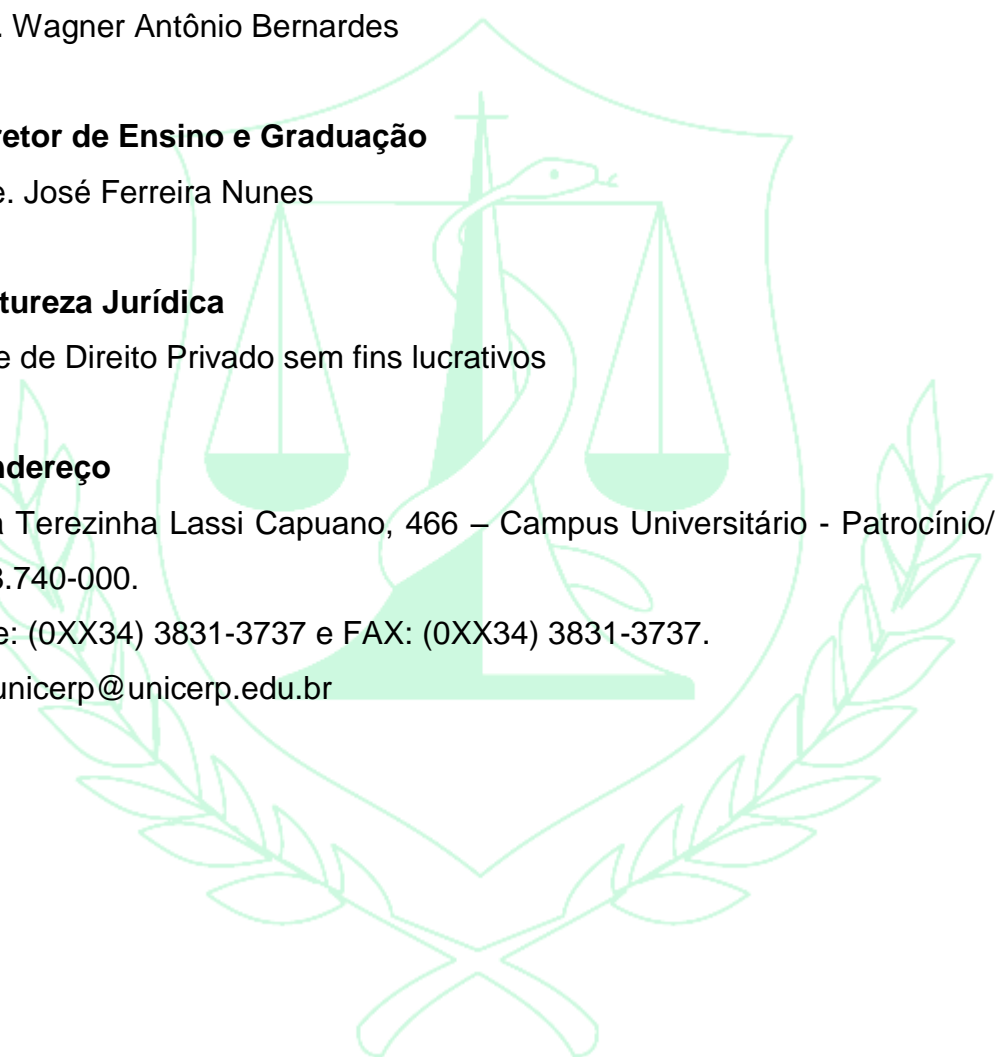 . Wagner Antônio Bernardes
retor de Ensino e Graduação
e. José Ferreira Nunes
tureza Jurídica
e de Direito Privado sem fins lucrativos
ndereço
a Terezinha Lassi Capuano, 466 – Campus Universitário - Patrocínio/
3.740-000.
e: (0XX34) 3831-3737 e FAX: (0XX34) 3831-3737.
unicerp@unicerp.edu.br